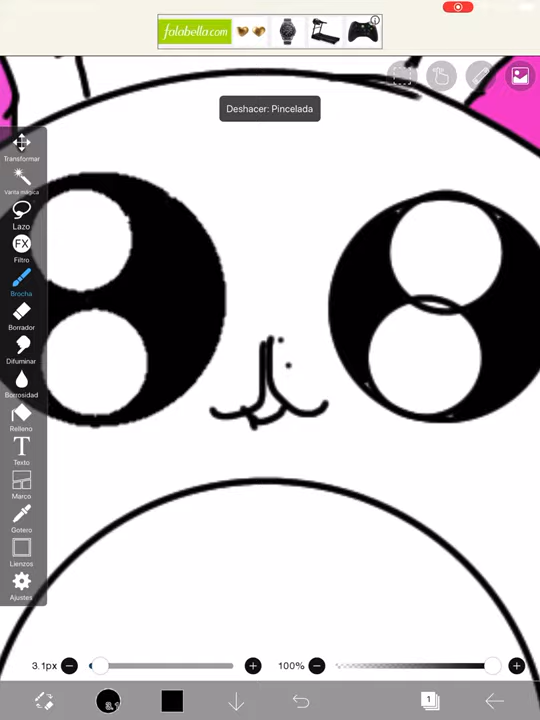 falabella.com
Deshacer: Pincelada
Transformar
Varita mágica
Lazo
FX
Filtro
Brocha
Borrador
Difuminar
Borrosidad
Relleno
T
Texto
Marco
Gotero
Lienzos
Ajustes
3.1px
100%
1